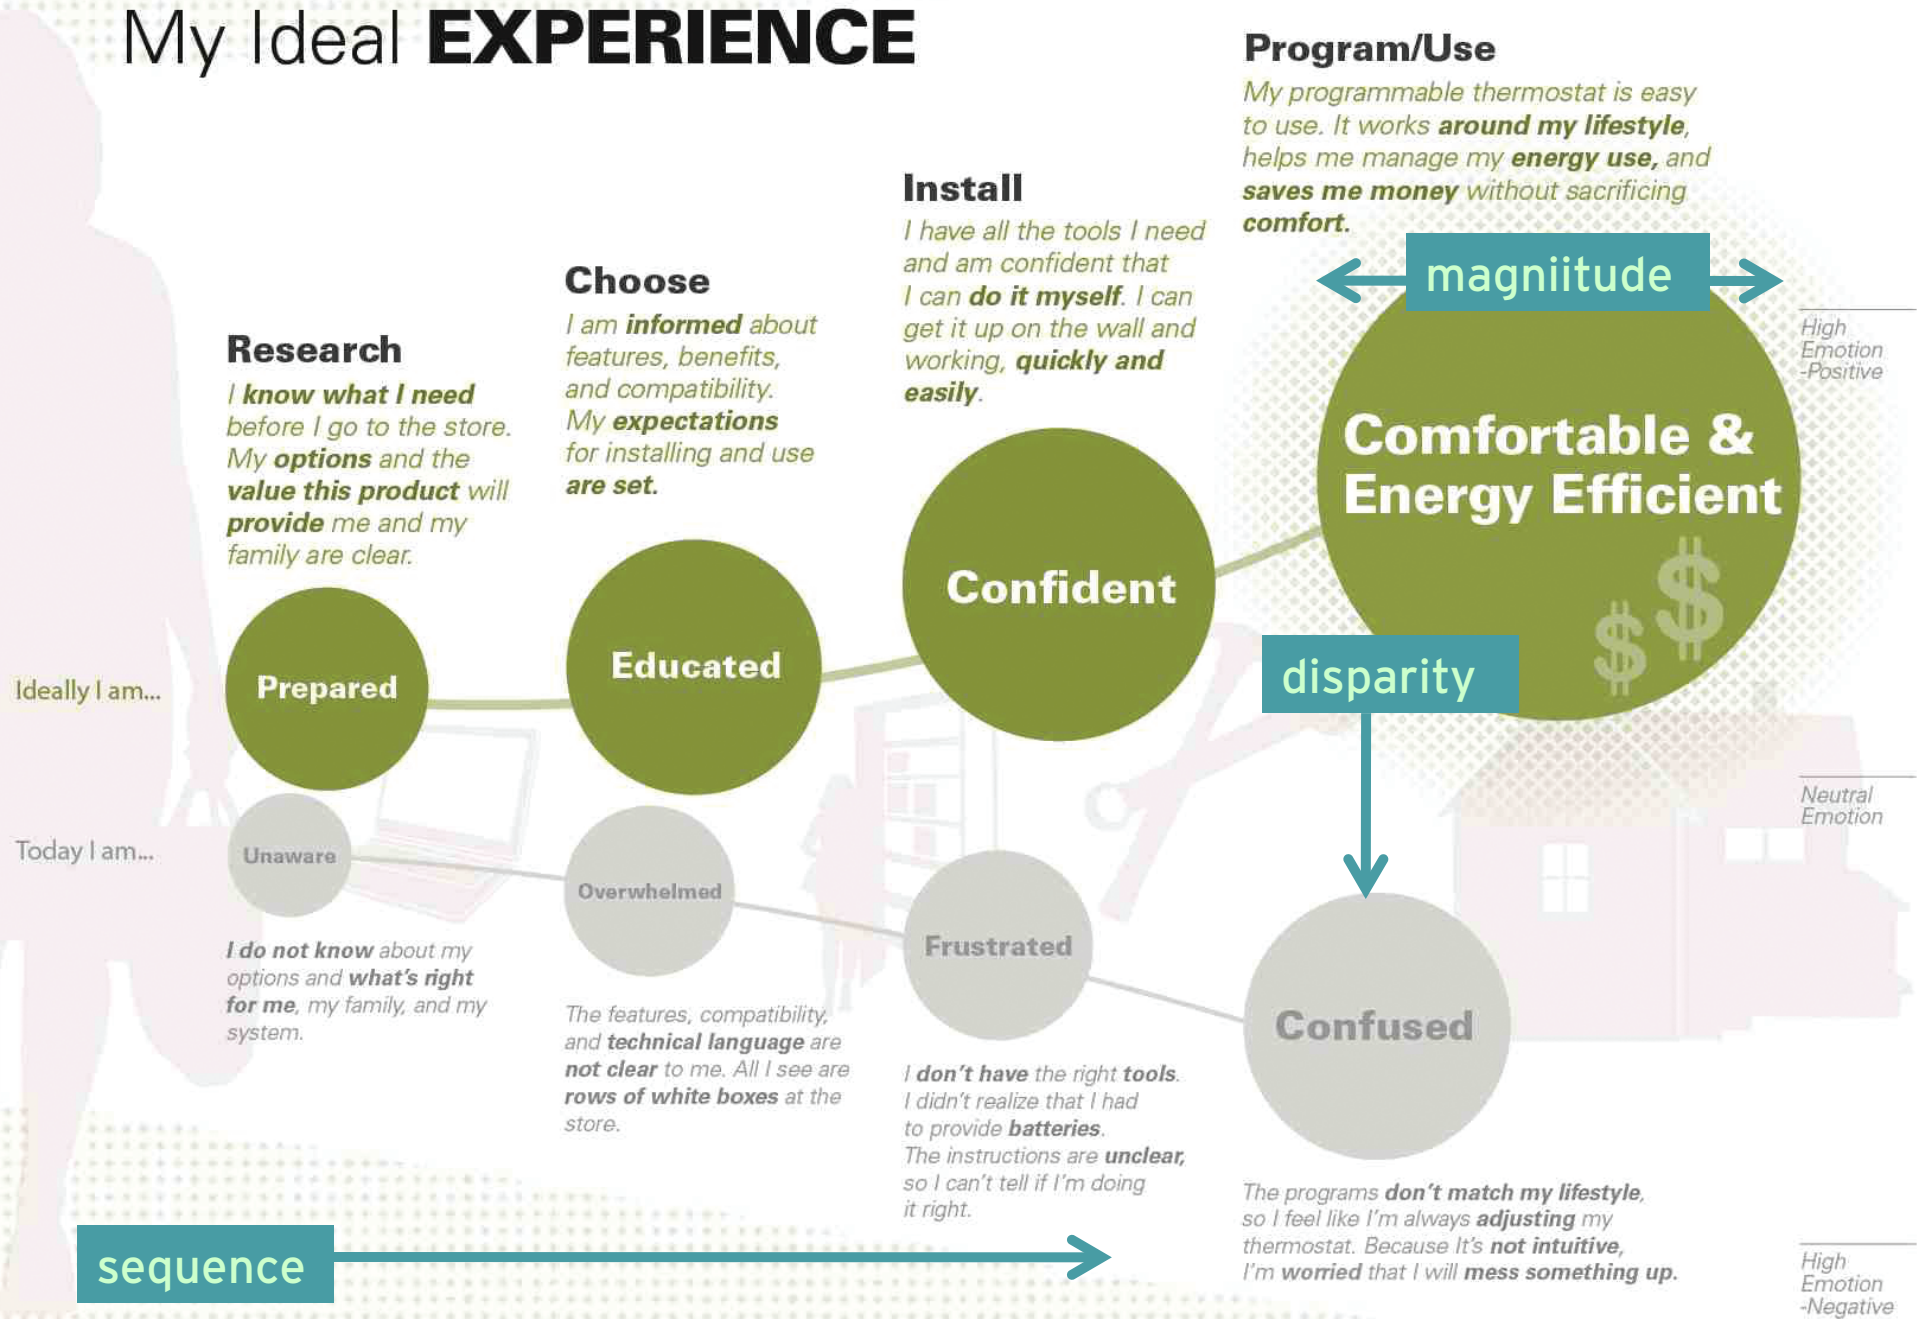 My Ideal EXPERIENCE
Program/Use
My programmable thermostat is easy
to use. It works around my lifestyle,
helps me manage my energy use, and
saves me money without sacrificing
comfort.
magniitude
Install
I have all the tools I need
and am confident that
I can do it myself. I can
get it up on the wall and
working, quickly and
easily.
Choose
I am informed about
features, benefits,
and compatibility.
My expectations
for installing and use
are set.
Research
I know what I need
before I go to the store.
My options and the
value this product will
provide me and my
family are clear.
High
Emotion
-Positive
Ideally I am...
Prepared
Educated
Confident
Comfortable &
Energy Efficient
$ $
disparity
Neutral
Emotion
Today I am...
Unaware
Overwhelmed
Frustrated
Confused
I do not know about my
options and what's right
for me, my family, and my
system.
The features, compatibility,
and technical language are
not clear to me. All I see are
rows of white boxes at the
store.
I don't have the right tools.
I didn't realize that I had
to provide batteries.
The instructions are unclear,
so I can't tell if I'm doing
it right.
The programs don't match my lifestyle,
so I feel like I'm always adjusting my
thermostat. Because It's not intuitive,
I'm worried that I will mess something up.
sequence
High
Emotion
-Negative